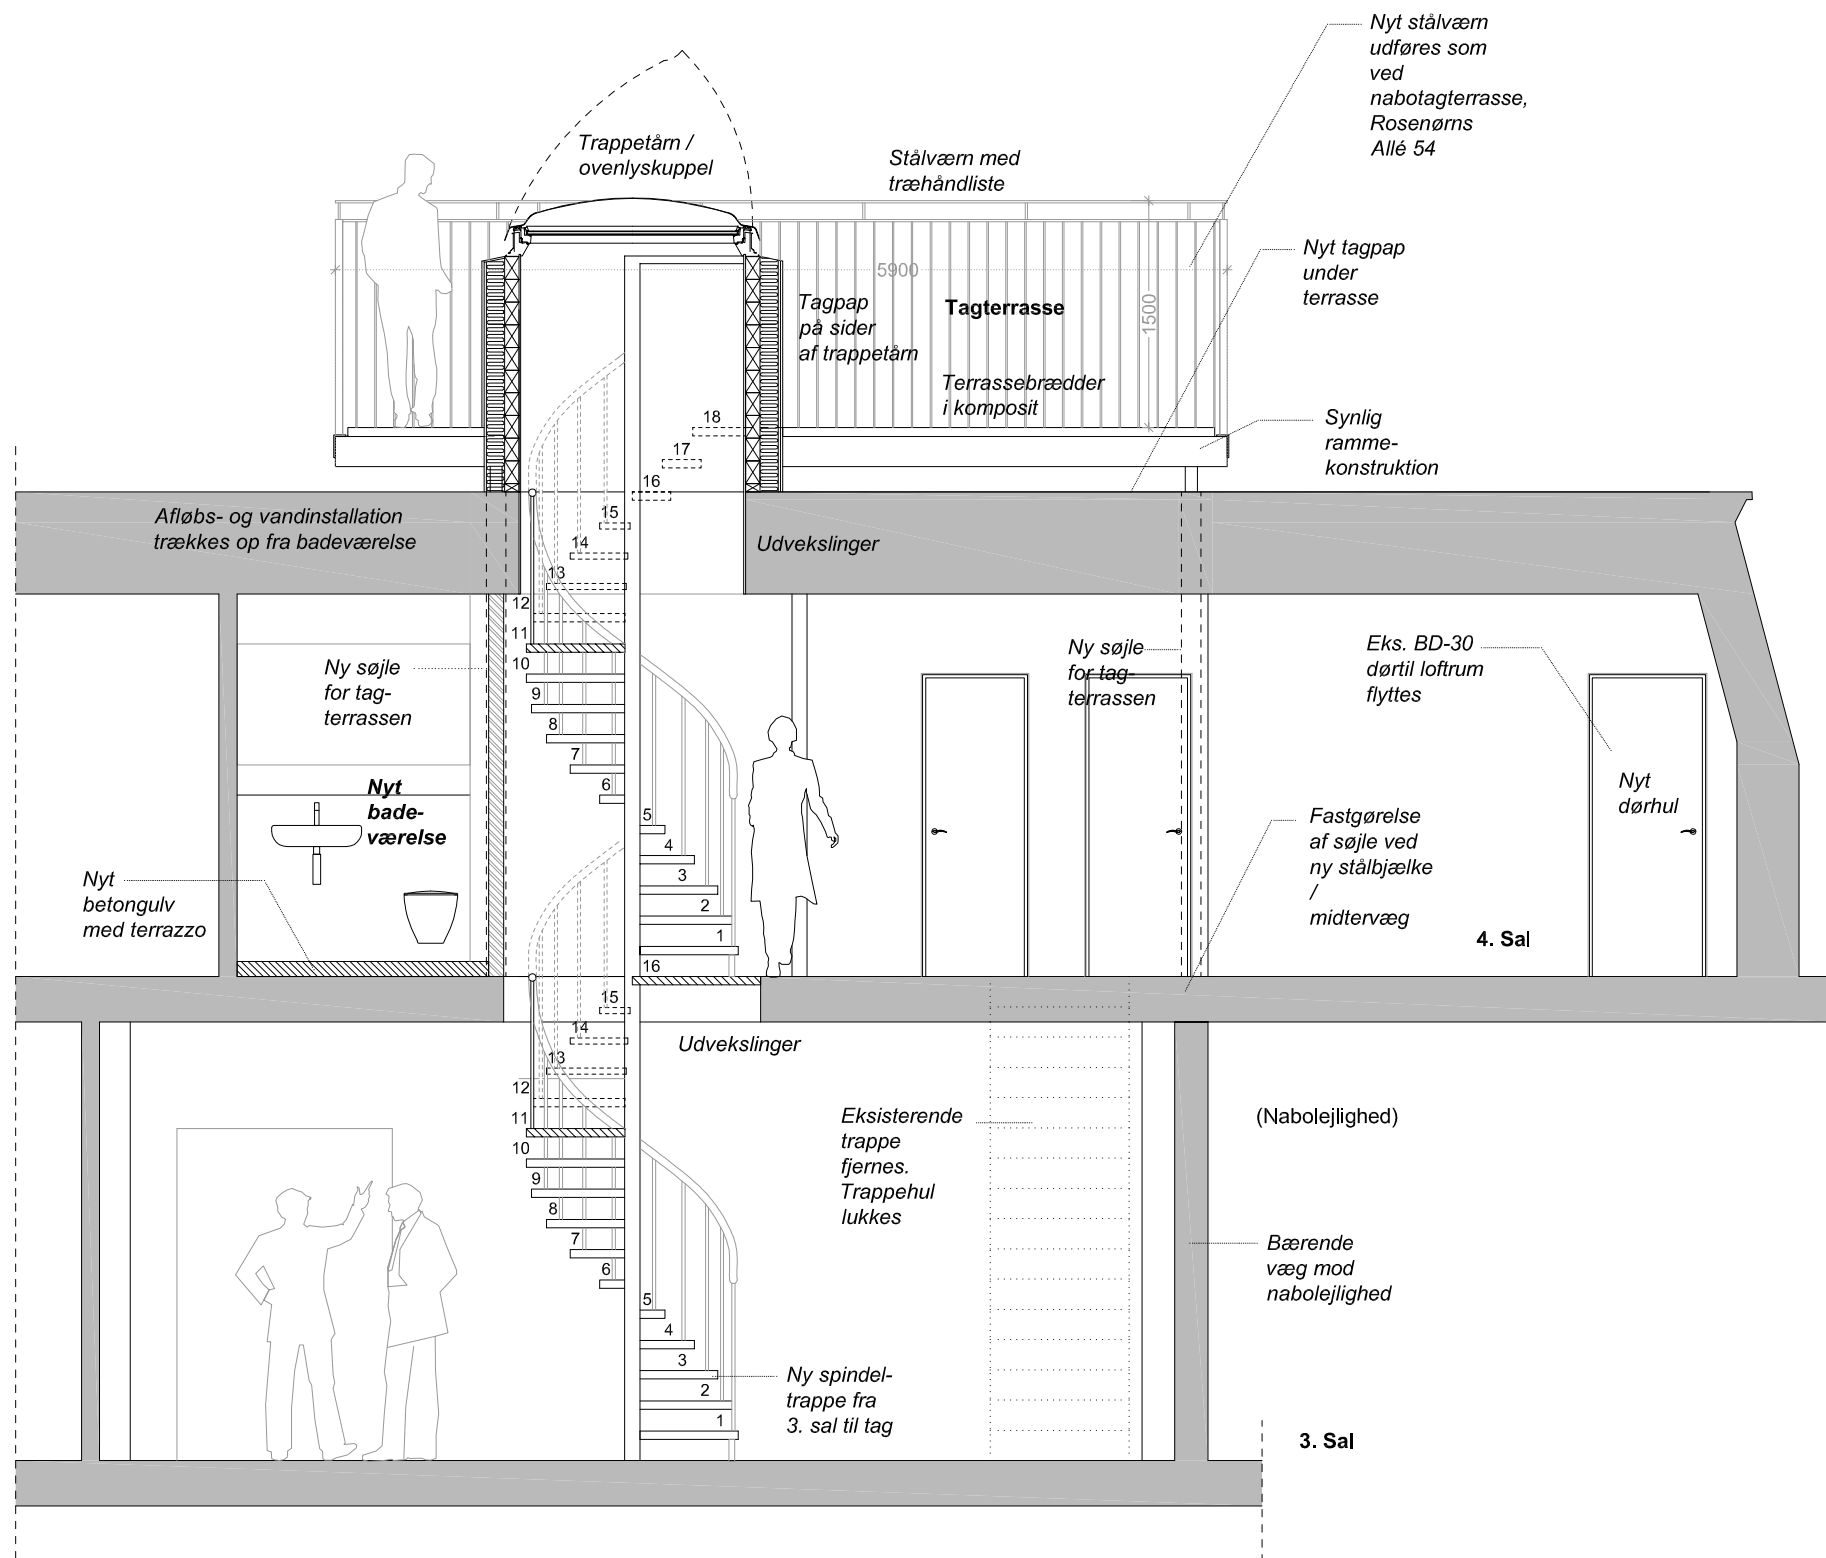 Nyt stålværn
udføres som
ved
nabotagterrasse,
Rosenørns
Allé 54
Trappetårn /
ovenlyskuppel
Stålværn med
træhåndliste
Nyt tagpap
under
terrasse
5900
1500
Tagpap
på sider
af trappetårn
Tagterrasse
Terrassebrædder
i komposit
Synlig
ramme-
konstruktion
18
17
16
15
14
13
12
11
10
9
8
7
6
5
4
3
2
1
Afløbs- og vandinstallation
trækkes op fra badeværelse
Udvekslinger
Ny søjle
for tag-
terrassen
Ny søjle
for tag-
terrassen
Eks. BD-30
dørtil loftrum
flyttes
Nyt
dørhul
Nyt
bade-
værelse
Nyt
betongulv
med terrazzo
Fastgørelse
af søjle ved
ny stålbjælke
/
midtervæg
4. Sal
16
15
14
13
12
11
10
9
8
7
6
5
4
3
2
1
Udvekslinger
Eksisterende
trappe
fjernes.
Trappehul
lukkes
(Nabolejlighed)
Bærende
væg mod
nabolejlighed
Ny spindel-
trappe fra
3. sal til tag
3. Sal